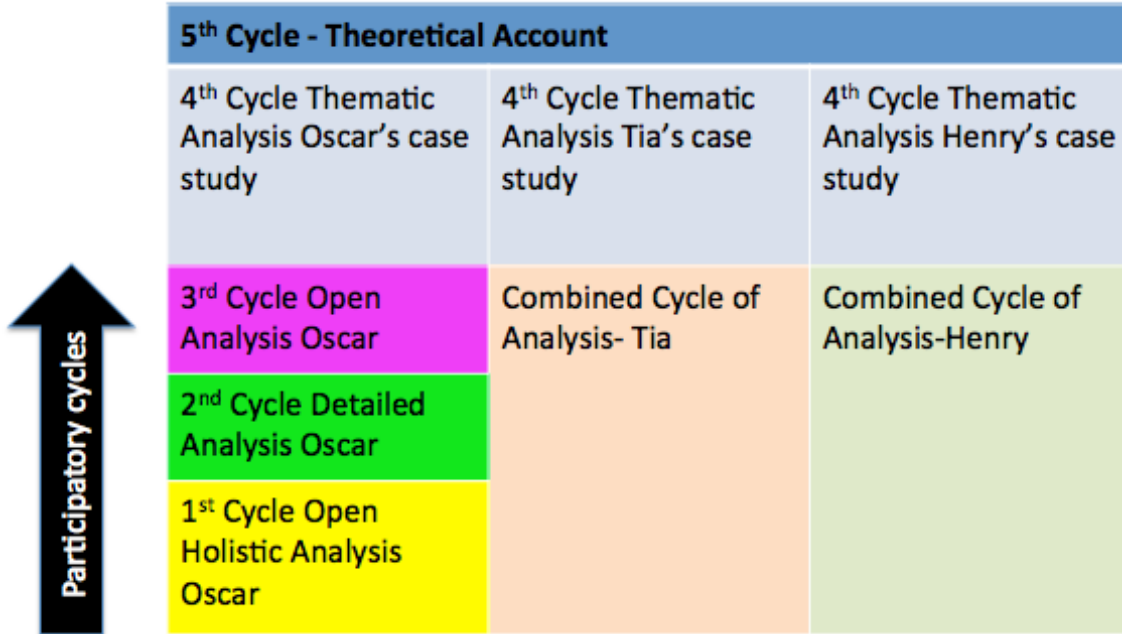 5th Cycle - Theoretical Account
4th Cycle Thematic
Analysis Oscar's case
study
4th Cycle Thematic
Analysis Tia's case
study
4th Cycle Thematic
Analysis Henry's case
study
3rd Cycle Open
Analysis Oscar
Combined Cycle of
Analysis- Tia
Combined Cycle of
Analysis-Henry
2nd Cycle Detailed
Analysis Oscar
1st Cycle Open
Holistic Analysis
Oscar
Participatory cycles